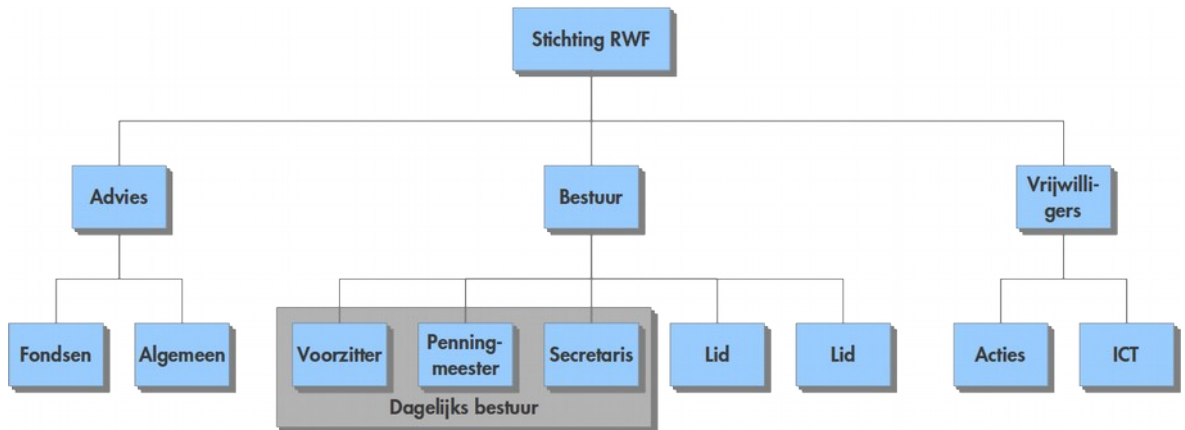 Stichting RWF
Advies
Bestuur
Vrijwilli-
gers
Fondsen
Algemeen
Voorzitter
Penning-
meester
Secretaris
Lid
Lid
Acties
ICT
Dagelijks bestuur